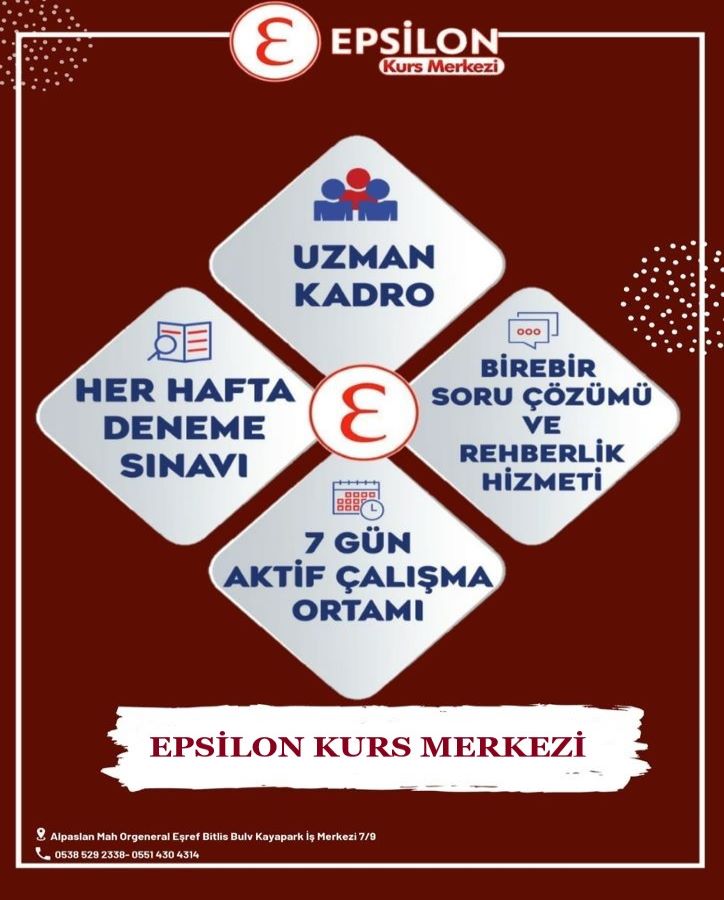 EPSİLON
Kurs Merkezi
UZMAN
KADRO
HER HAFTA
DENEME
SINAVI
BİREBİR
SORU ÇÖZÜMÜ
VE
REHBERLİK
HİZMETİ
7 GÜN
AKTİF ÇALIŞMA
ORTAMI
EPSİLON KURS MERKEZİ
Alpaslan Mah Orgeneral Eşref Bitlis Bulv Kayapark İş Merkezi 7/9
0538 529 2338- 0551 430 4314